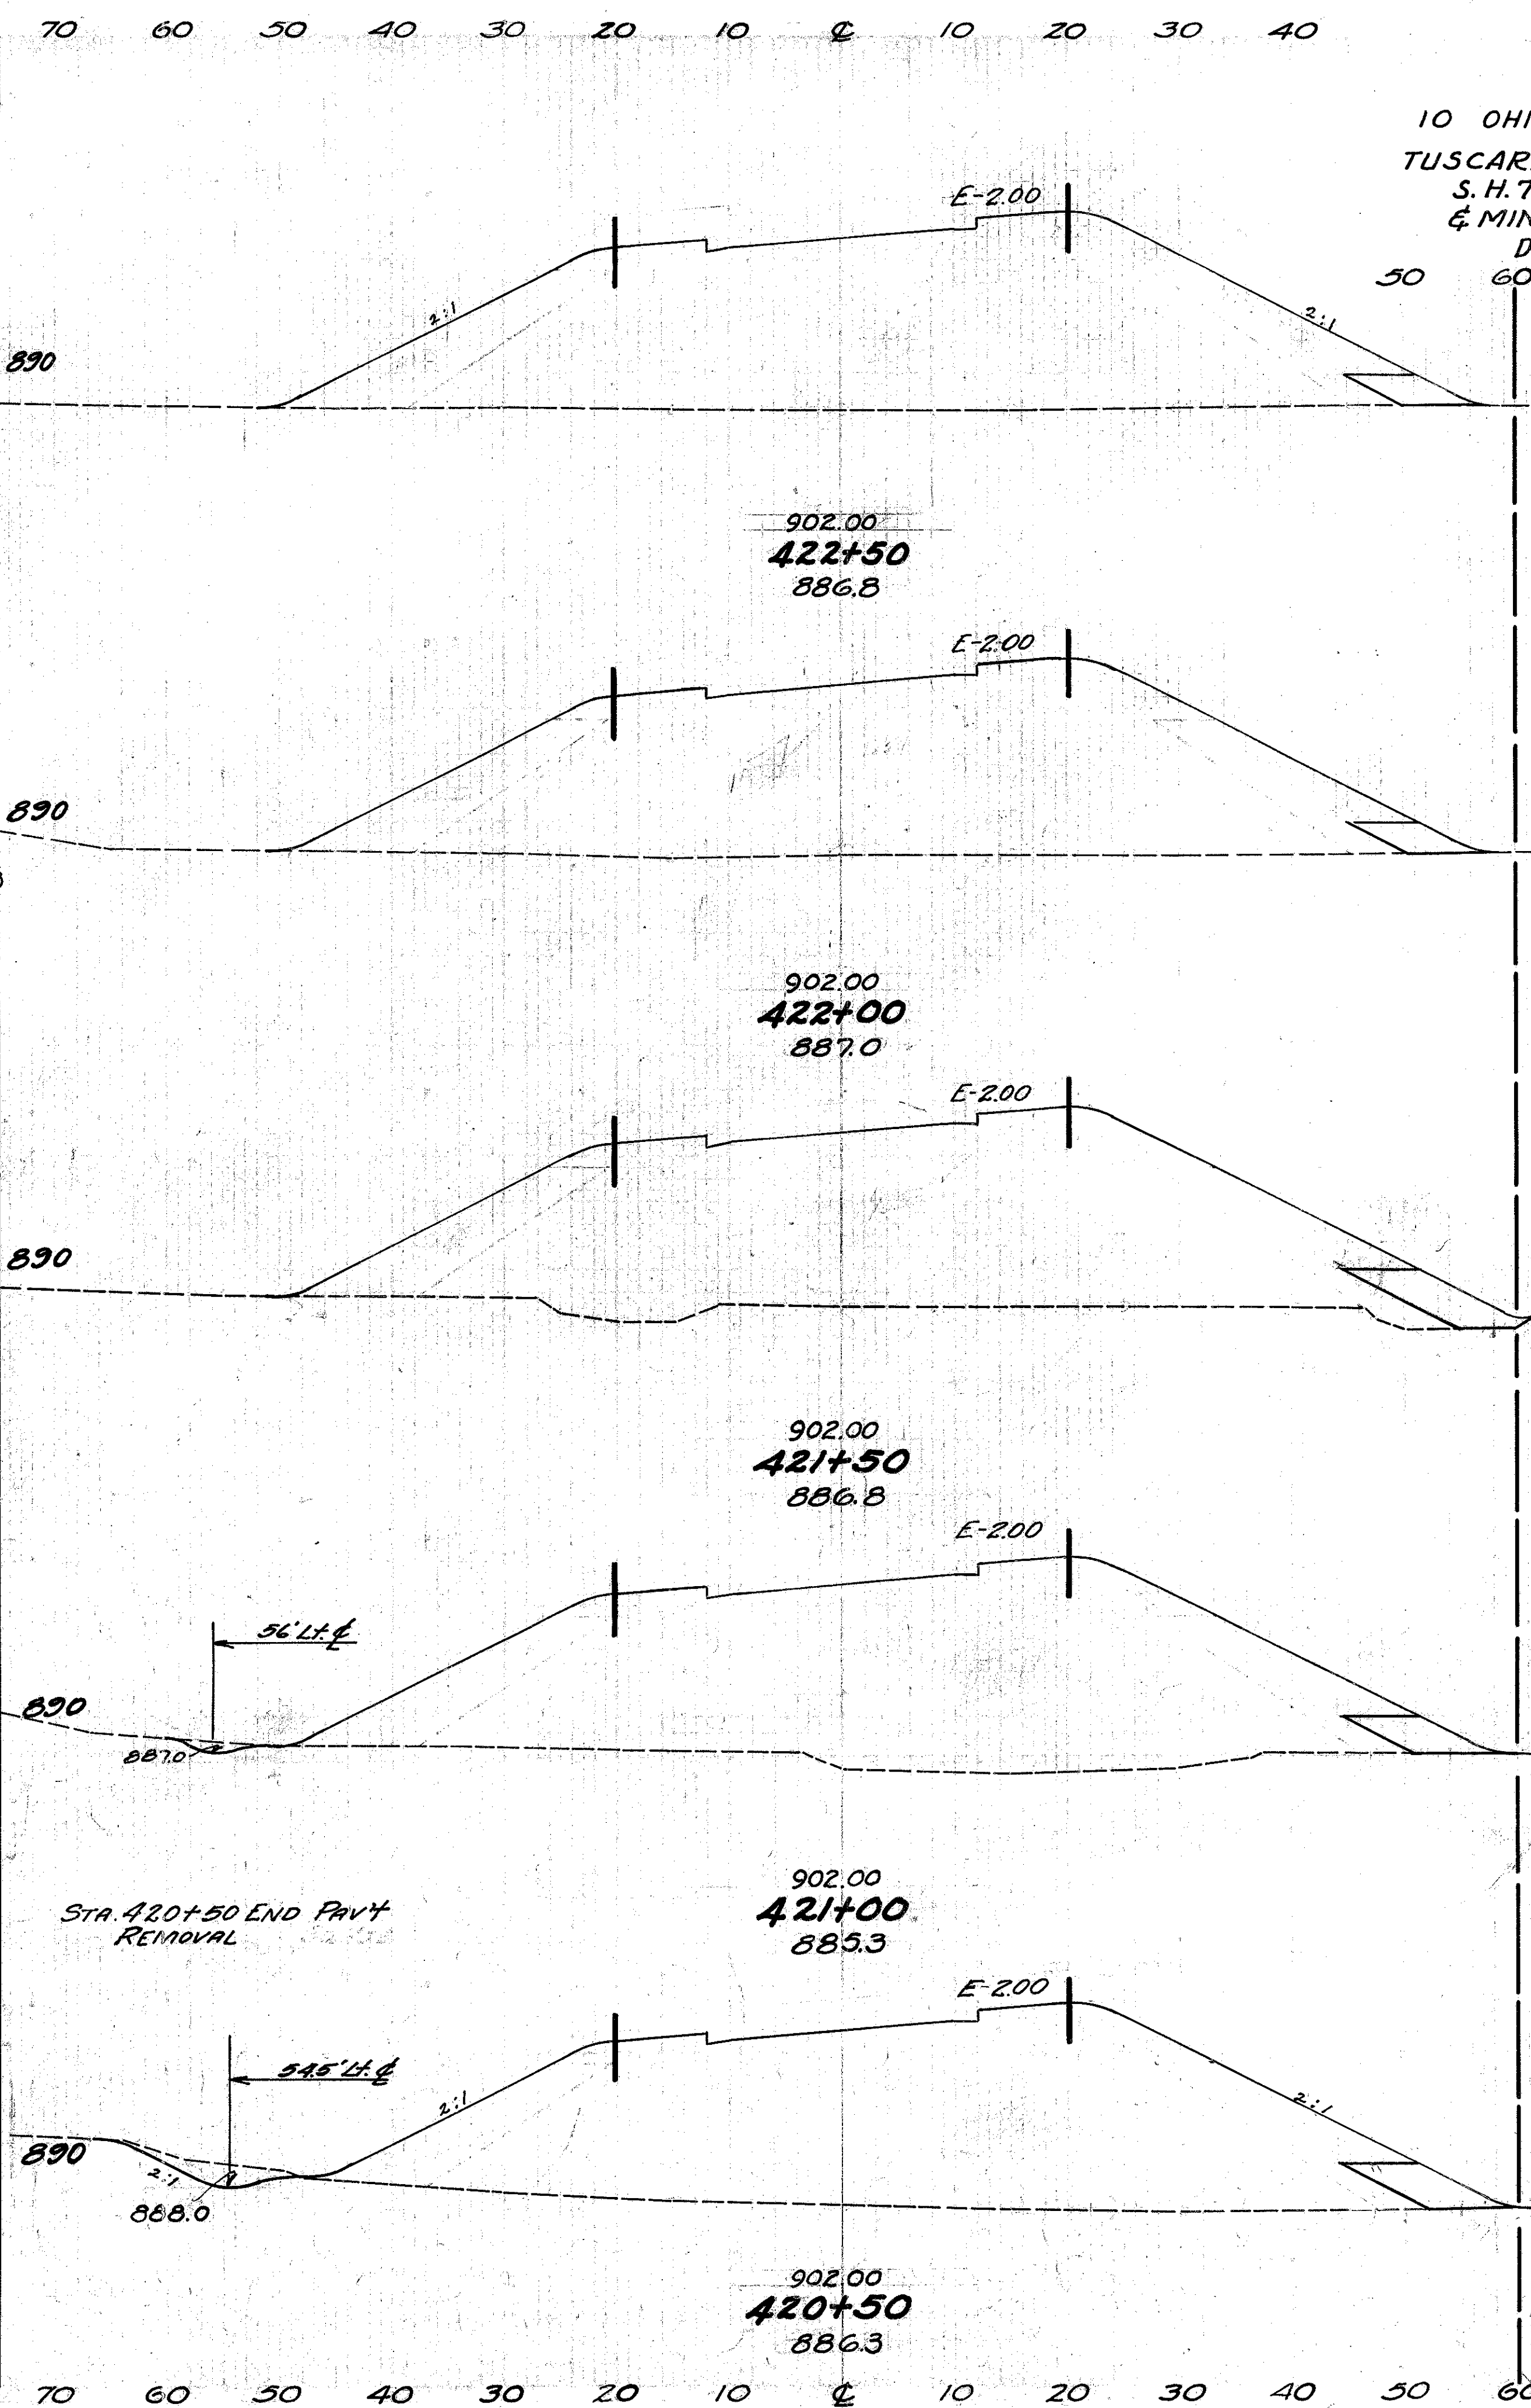 70 60 50 40 30 20 10 ℄ 10 20 30 40
10 OHI
TUSCAR
S.H.7
& MIN
D
50 60
E-2.00
2:1
2:1
890
902.00
422+50
886.8
E-2.00
890
902.00
422+00
887.0
E-2.00
890
902.00
421+50
886.8
E-2.00
56' Lt. ℄
890
887.0
902.00
421+00
885.3
STA. 420+50 END PAV'T
REMOVAL
E-2.00
54.5' Lt. ℄
2:1
2:1
890
2:1
888.0
902.00
420+50
886.3
70 60 50 40 30 20 10 ℄ 10 20 30 40 50 60